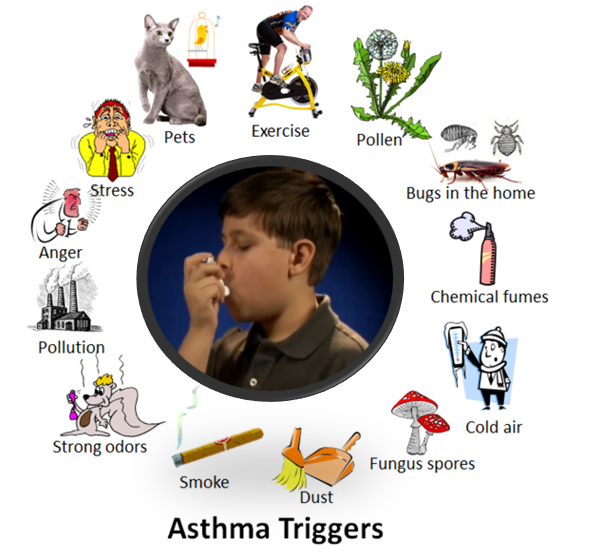 Pets
Exercise
Pollen
Bugs in the home
Chemical fumes
Cold air
Fungus spores
Dust
Smoke
Strong odors
Pollution
Anger
Stress
Asthma Triggers